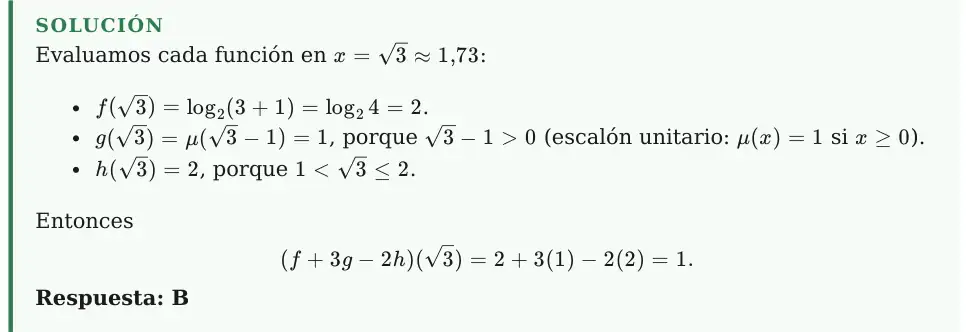 SOLUCIÓN
Evaluamos cada función en x = √3 ≈ 1,73:
• f(√3) = log₂(3 + 1) = log₂ 4 = 2.
• g(√3) = μ(√3 − 1) = 1, porque √3 − 1 > 0 (escalón unitario: μ(x) = 1 si x ≥ 0).
• h(√3) = 2, porque 1 < √3 ≤ 2.
Entonces
(f + 3g − 2h)(√3) = 2 + 3(1) − 2(2) = 1.
Respuesta: B